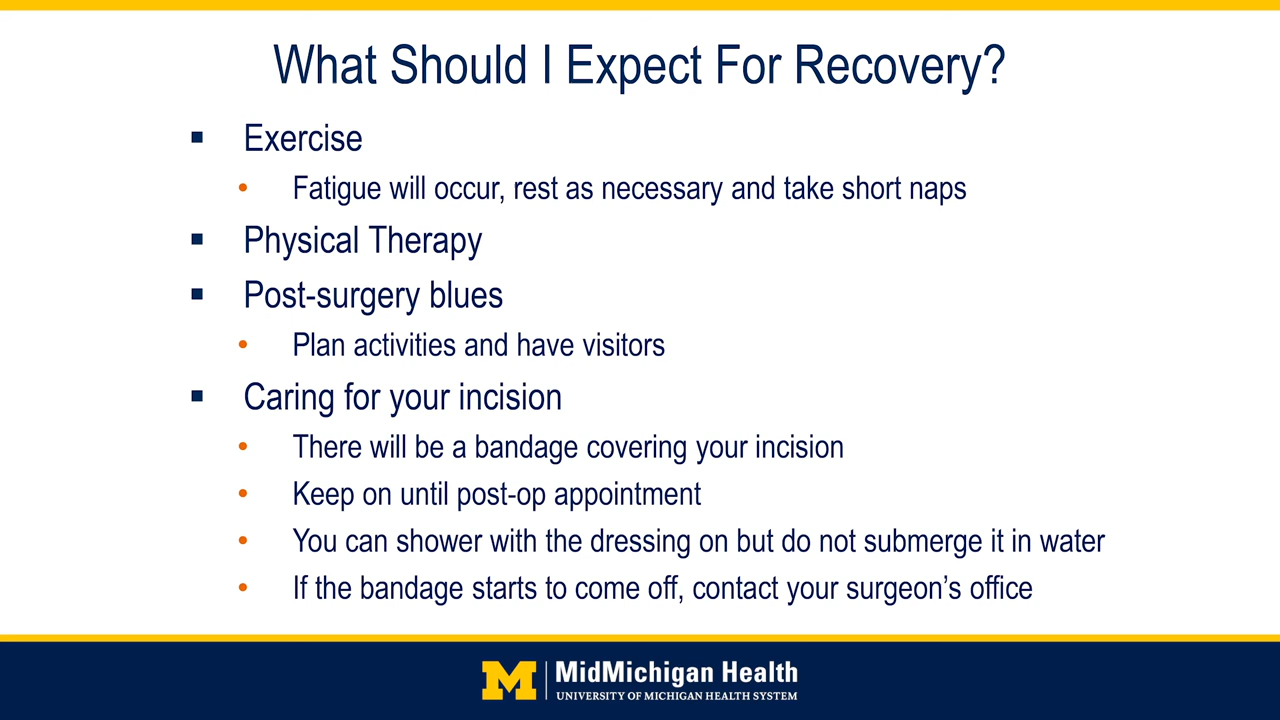 What Should I Expect For Recovery?
▪ Exercise
• Fatigue will occur, rest as necessary and take short naps
▪ Physical Therapy
▪ Post-surgery blues
• Plan activities and have visitors
▪ Caring for your incision
• There will be a bandage covering your incision
• Keep on until post-op appointment
• You can shower with the dressing on but do not submerge it in water
• If the bandage starts to come off, contact your surgeon’s office
M | MidMichigan Health
UNIVERSITY OF MICHIGAN HEALTH SYSTEM